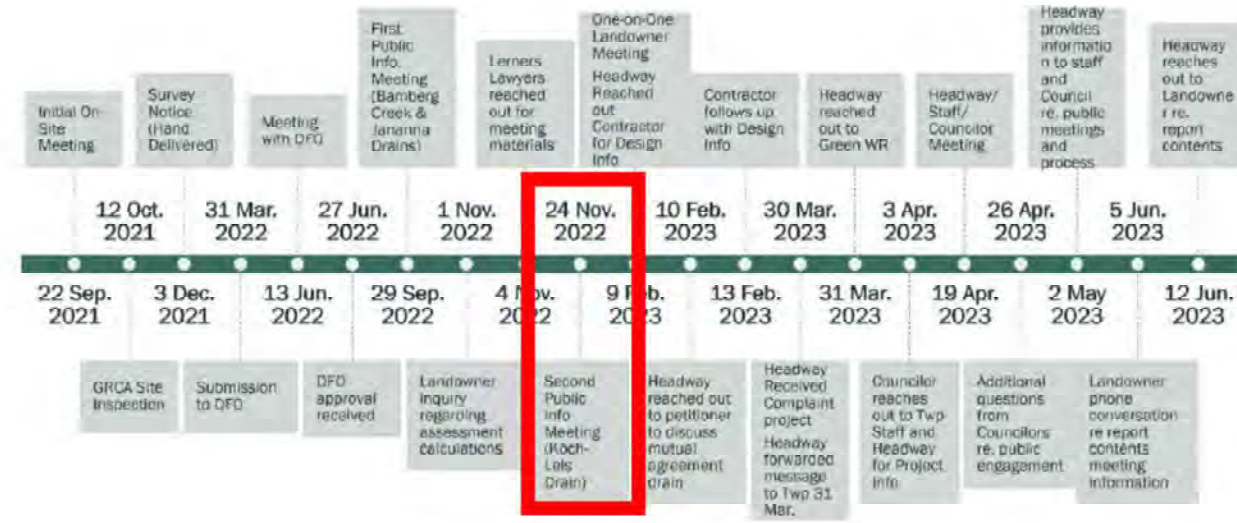 Initial On-
Site
Meeting
Survey
Notice
(Hand
Delivered)
Meeting
with DFO
First
Public
Info.
Meeting
(Bamberg
Creek &
Jananna
Drains)
Lerners
Lawyers
reached
out for
meeting
materials
One-on-One
Landowner
Meeting
Headway
Reached
out
Contractor
for Design
Info
Contractor
follows up
with Design
Info
Headway
reached
out to
Green WR
Headway/
Staff/
Councilor
Meeting
Headway
provides
informatio
n to staff
and
Council
re. public
meetings
and
process
Headway
reaches
out to
Landowne
r re.
report
contents
12 Oct.
2021
31 Mar.
2022
27 Jun.
2022
1 Nov.
2022
24 Nov.
2022
10 Feb.
2023
30 Mar.
2023
3 Apr.
2023
26 Apr.
2023
5 Jun.
2023
22 Sep.
2021
3 Dec.
2021
13 Jun.
2022
29 Sep.
2022
4 Nov.
2022
9 Feb.
2023
13 Feb.
2023
31 Mar.
2023
19 Apr.
2023
2 May
2023
12 Jun.
2023
GRCA Site
Inspection
Submission
to DFO
DFO
approval
received
Landowner
inquiry
regarding
assessment
calculations
Second
Public
Info
Meeting
(Koch-
Leis
Drain)
Headway
reached out
to petitioner
to discuss
mutual
agreement
drain
Headway
Received
Complaint
project
Headway
forwarded
message
to Twp 31
Mar.
Councilor
reaches
out to Twp
Staff and
Headway
for Project
Info
Additional
questions
from
Councilors
re. public
engagement
Landowner
phone
conversation
re report
contents
meeting
information